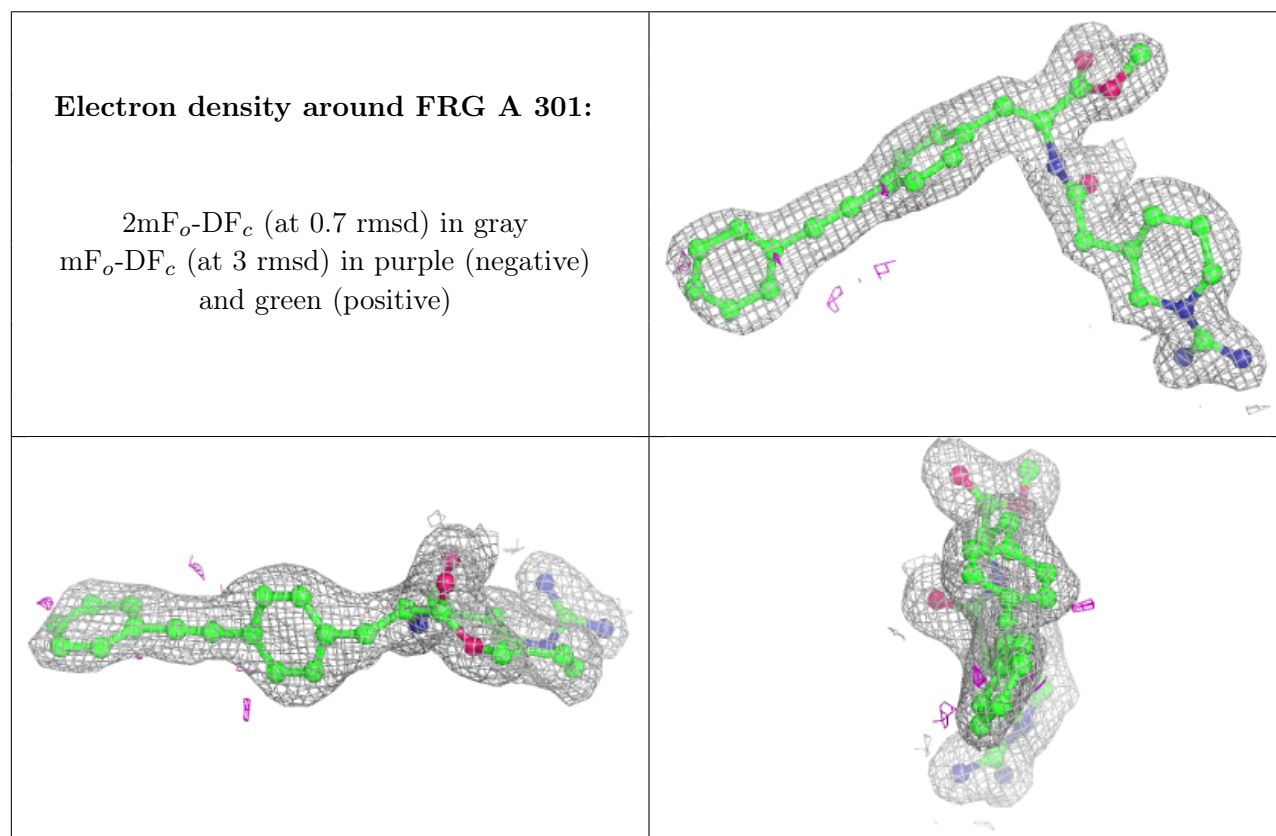 Electron density around FRG A 301:
2mFo-DFc (at 0.7 rmsd) in gray
mFo-DFc (at 3 rmsd) in purple (negative)
and green (positive)